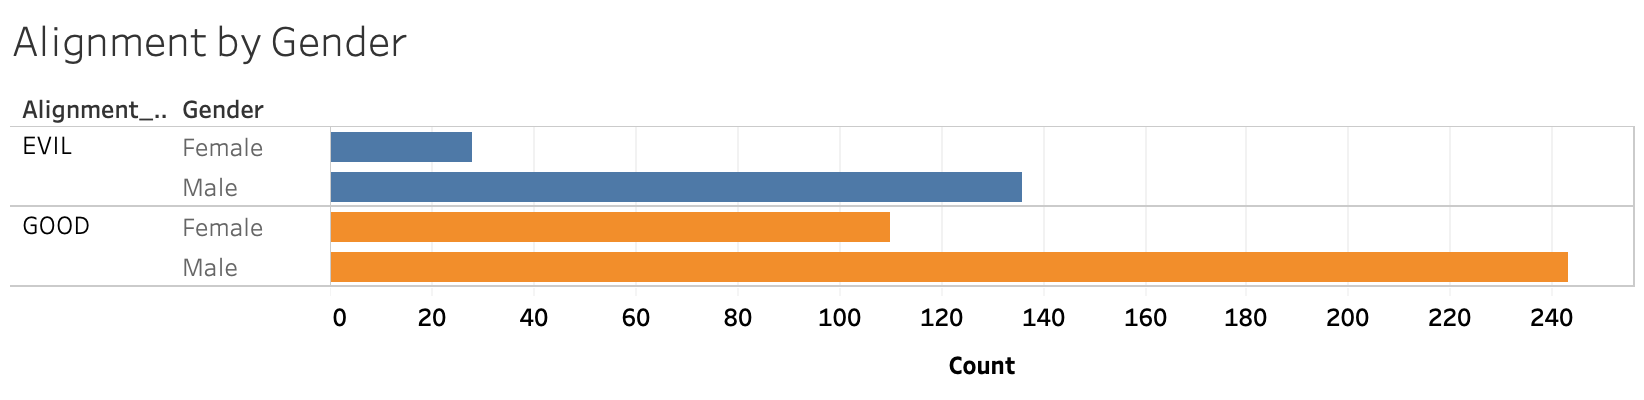 Alignment by Gender
Alignment_.. Gender
EVIL Female
Male
GOOD Female
Male
0 20 40 60 80 100 120 140 160 180 200 220 240
Count